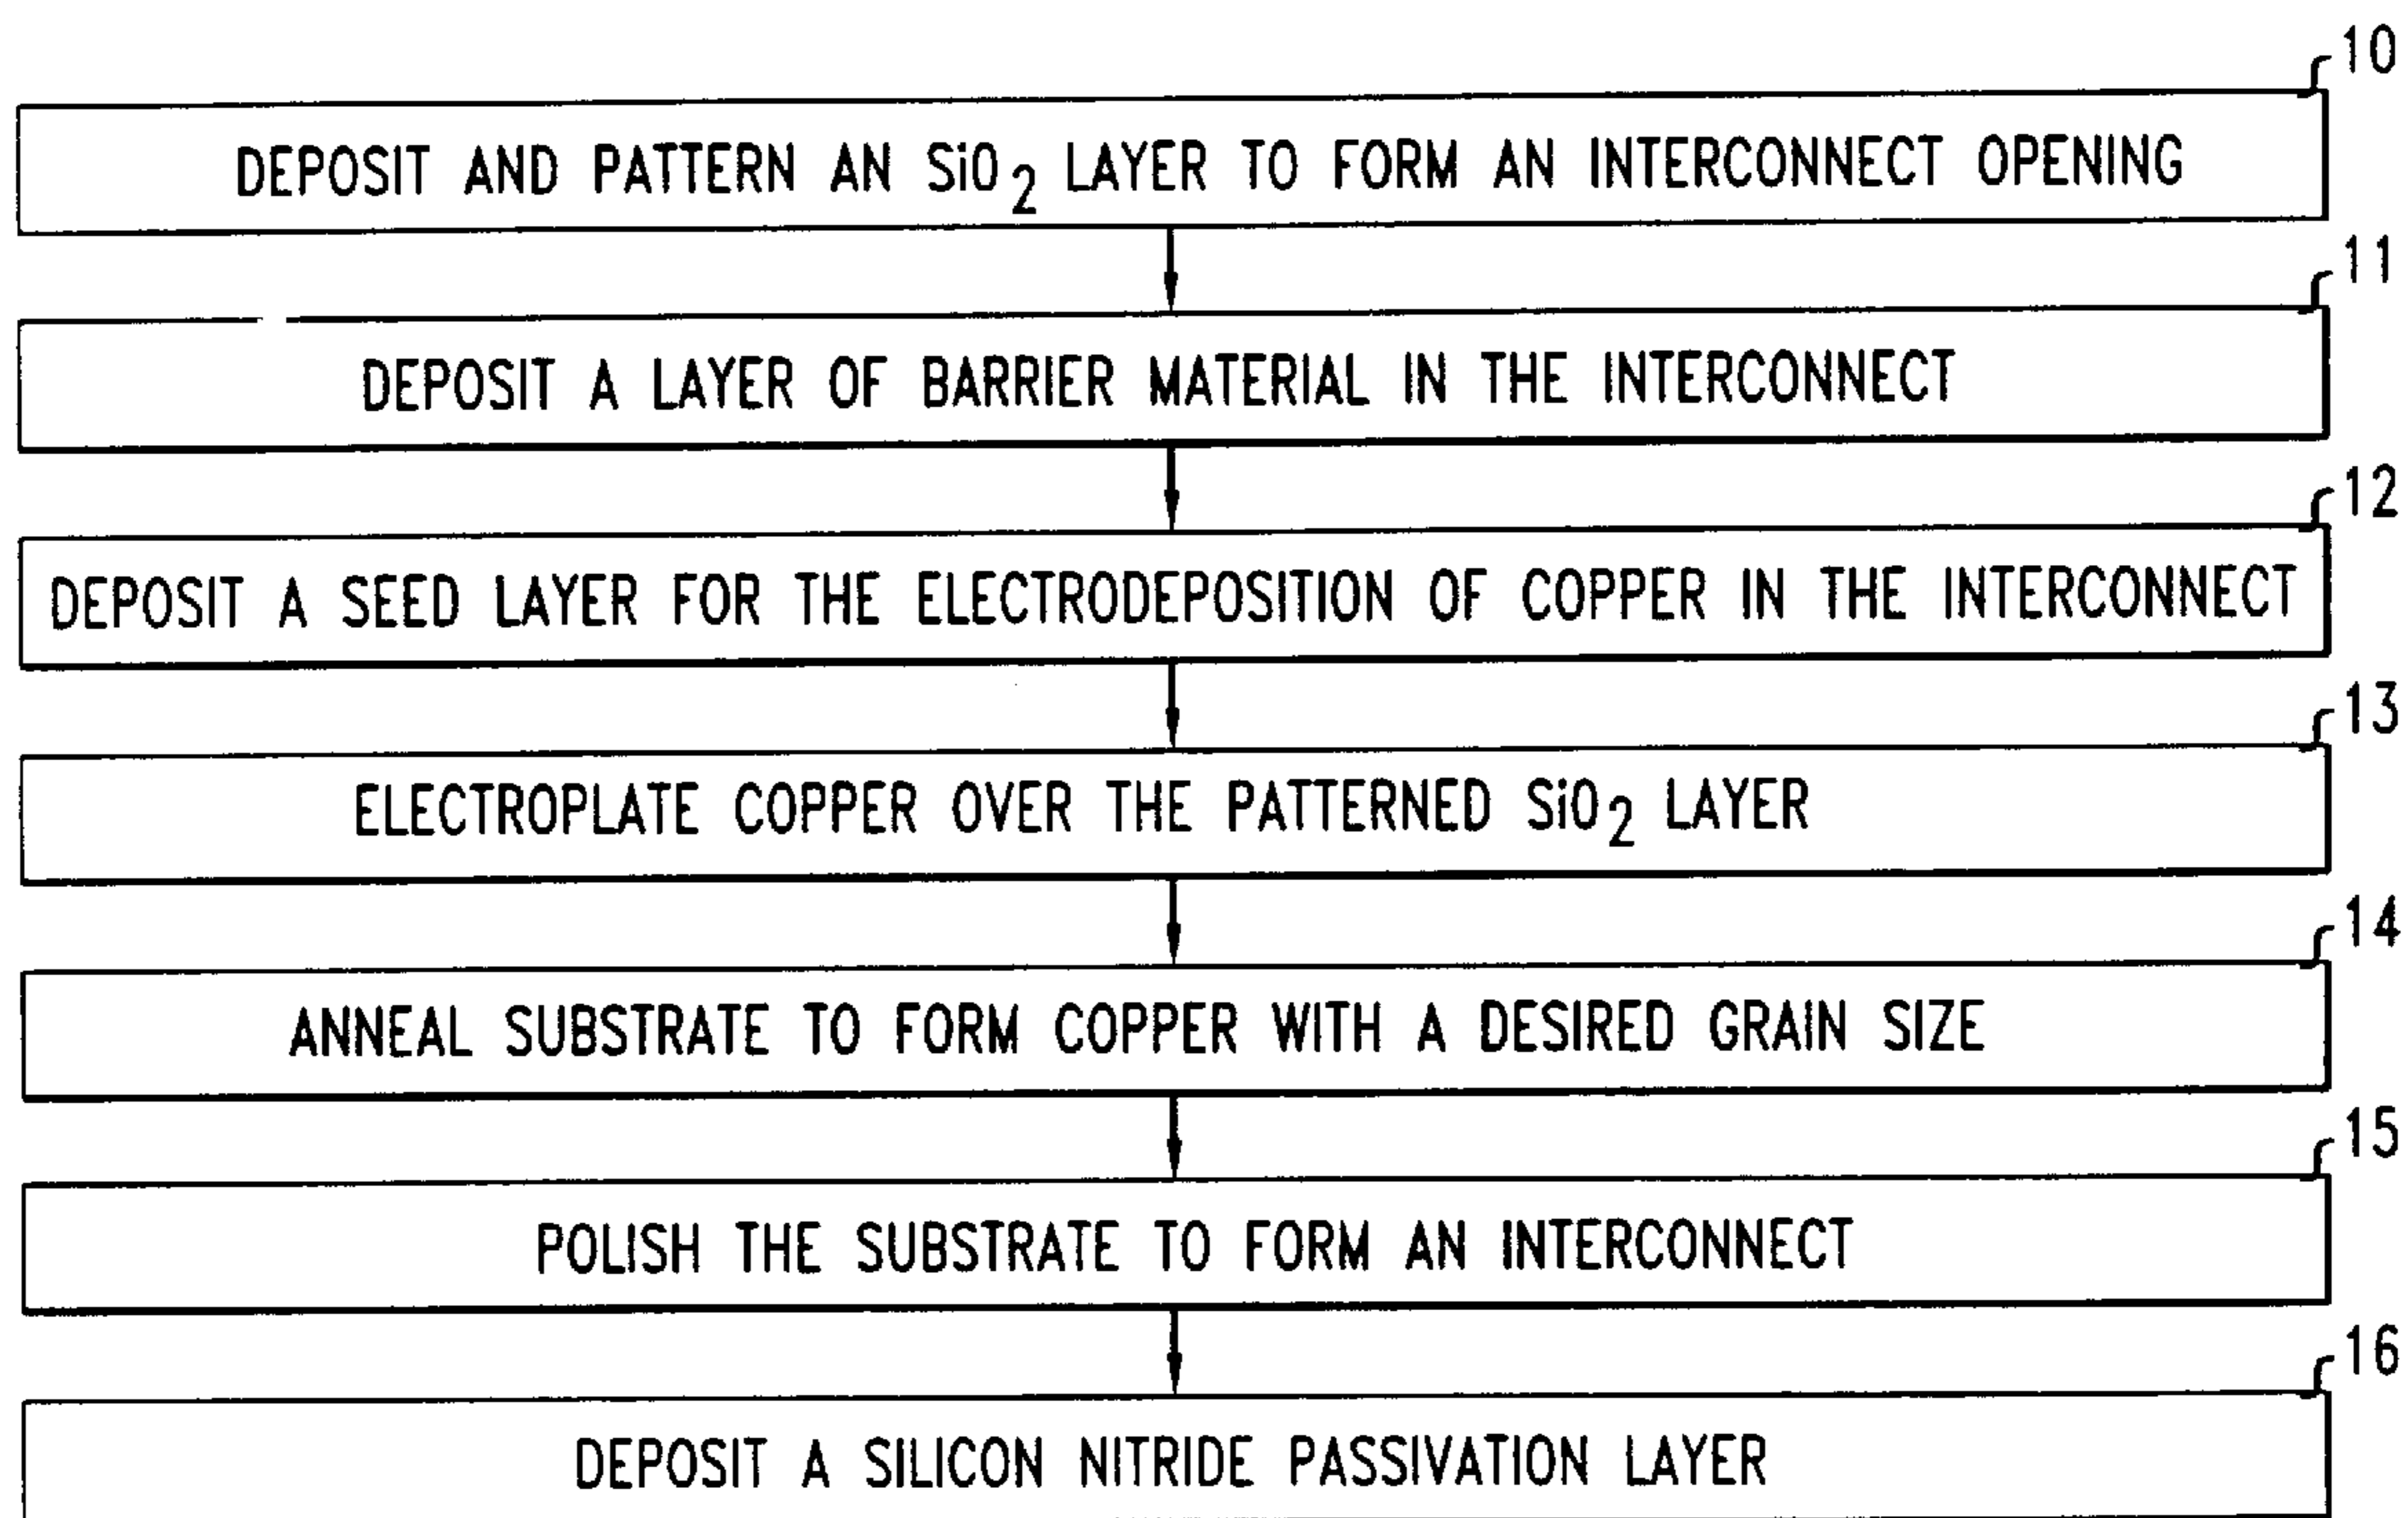 10
DEPOSIT AND PATTERN AN SiO2 LAYER TO FORM AN INTERCONNECT OPENING
11
DEPOSIT A LAYER OF BARRIER MATERIAL IN THE INTERCONNECT
12
DEPOSIT A SEED LAYER FOR THE ELECTRODEPOSITION OF COPPER IN THE INTERCONNECT
13
ELECTROPLATE COPPER OVER THE PATTERNED SiO2 LAYER
14
ANNEAL SUBSTRATE TO FORM COPPER WITH A DESIRED GRAIN SIZE
15
POLISH THE SUBSTRATE TO FORM AN INTERCONNECT
16
DEPOSIT A SILICON NITRIDE PASSIVATION LAYER